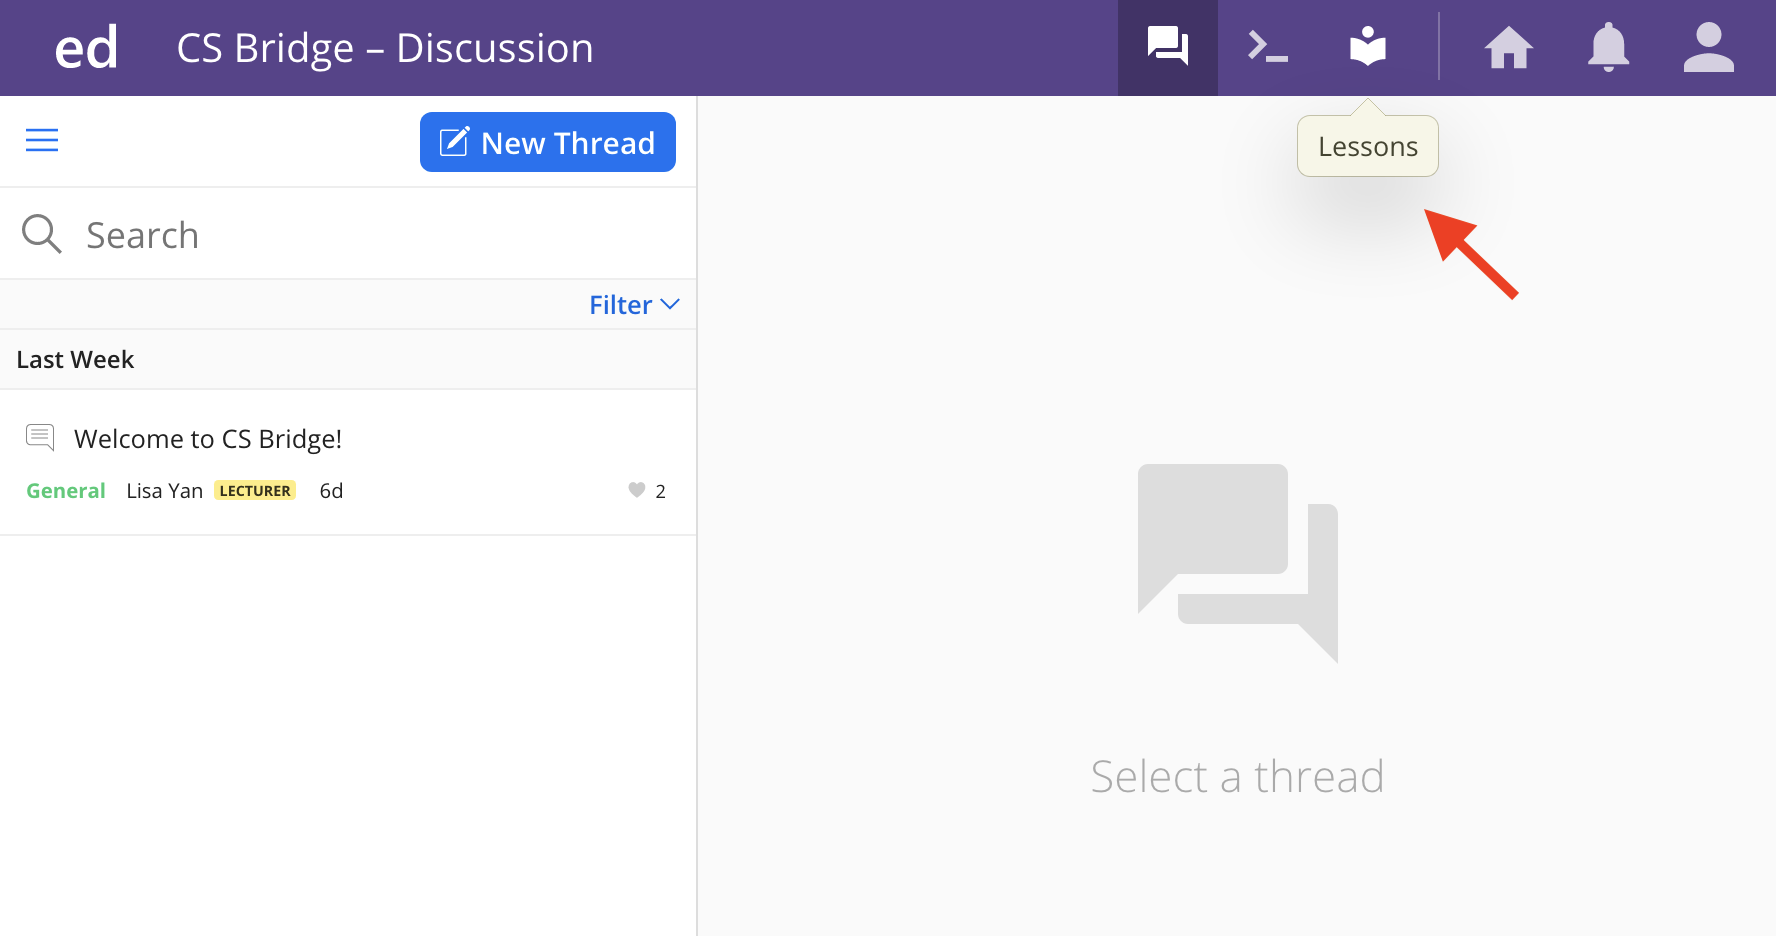 ed CS Bridge – Discussion
Lessons
New Thread
Search
Filter
Last Week
Welcome to CS Bridge!
General Lisa Yan LECTURER 6d 2
Select a thread